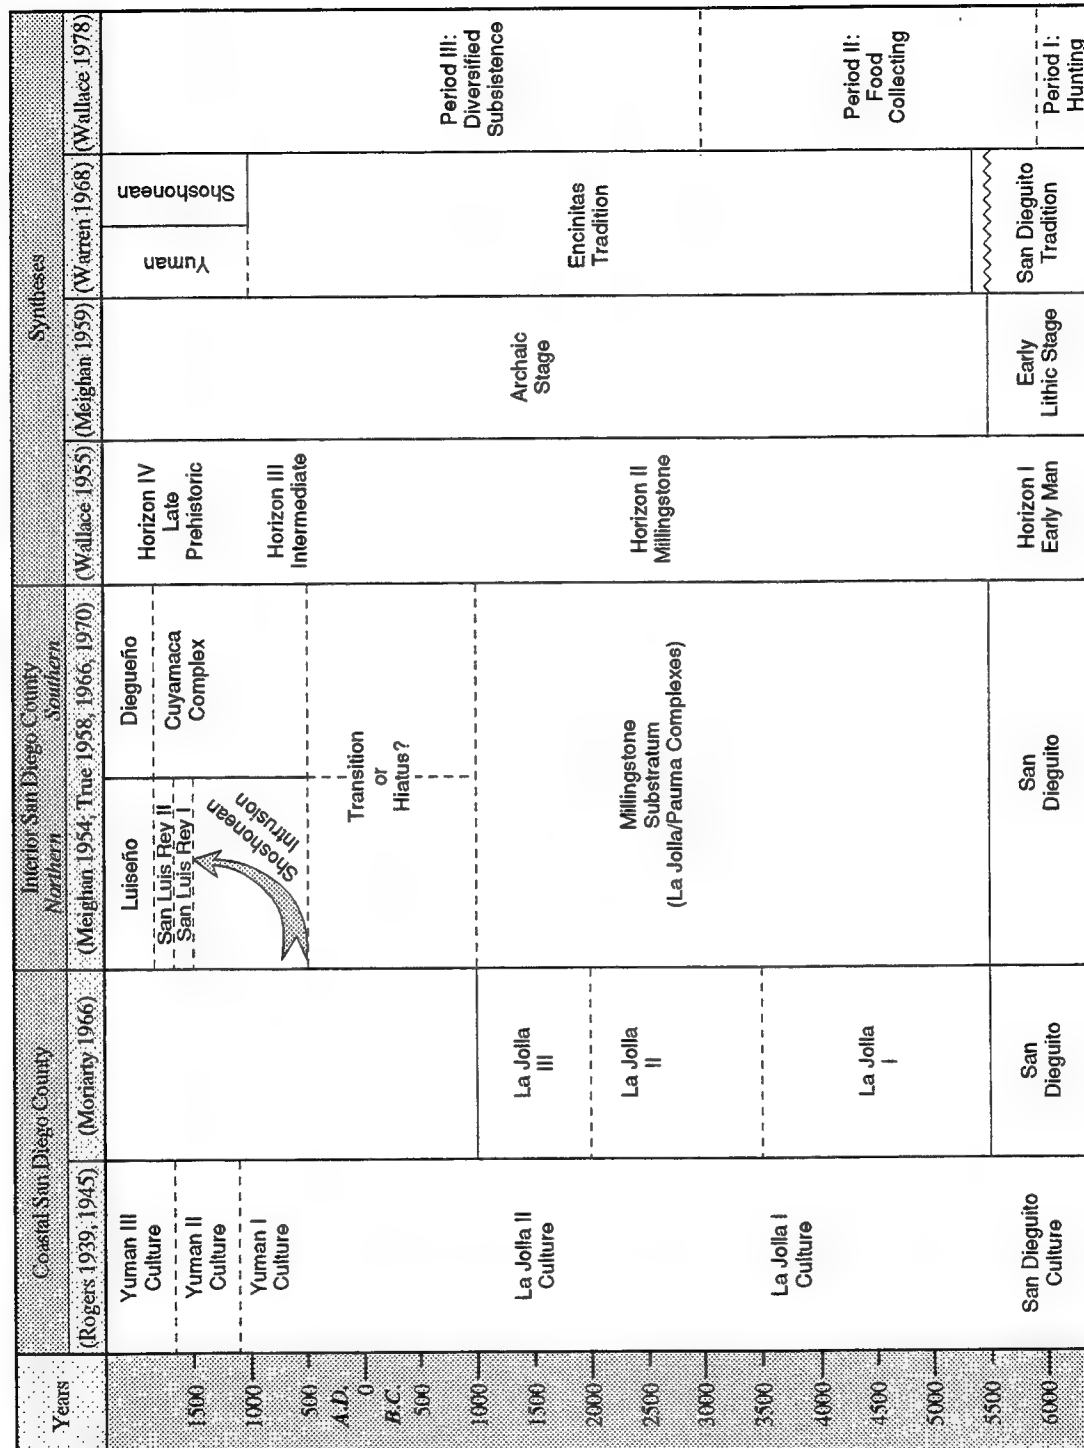 Years
Coastal San Diego County
Interior San Diego County
Northern
Southern
Syntheses
(Rogers 1939, 1945)
(Moriarty 1966)
(Meighan 1954; True 1958, 1966, 1970)
(Wallace 1955)
(Meighan 1959)
(Warren 1968)
(Wallace 1978)
1500
1000
500
A.D.
0
B.C.
500
1000
1500
2000
2500
3000
3500
4000
4500
5000
5500
6000
Yuman III
Culture
Yuman II
Culture
Yuman I
Culture
La Jolla II
Culture
La Jolla I
Culture
San Dieguito
Culture
La Jolla
III
La Jolla
II
La Jolla
I
San
Dieguito
Luiseño
San Luis Rey II
San Luis Rey I
Shoshonean
Intrusion
Diegueño
Cuyamaca
Complex
Transition
or
Hiatus?
Millingstone
Substratum
(La Jolla/Pauma Complexes)
San
Dieguito
Horizon IV
Late
Prehistoric
Horizon III
Intermediate
Horizon II
Millingstone
Horizon I
Early Man
Archaic
Stage
Early
Lithic Stage
Yuman
Shoshonean
Encinitas
Tradition
San Dieguito
Tradition
Period III:
Diversified
Subsistence
Period II:
Food
Collecting
Period I:
Hunting